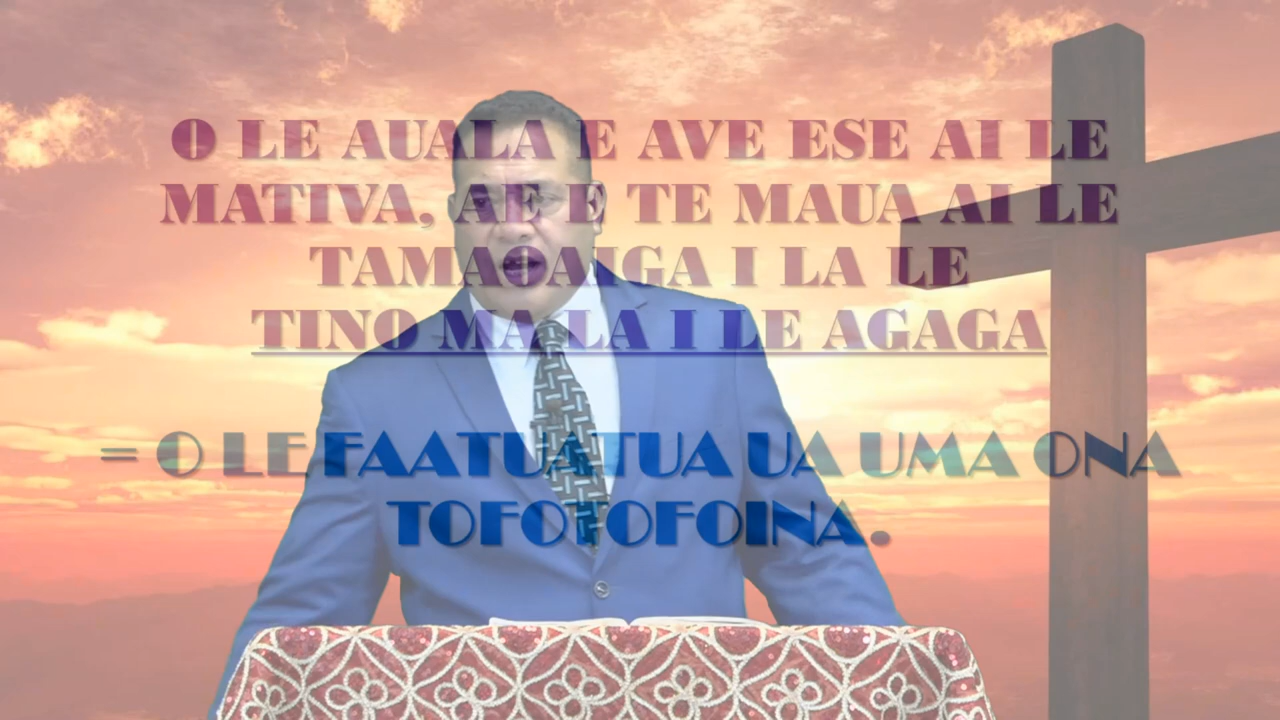 O LE AUALA E AVE ESE AI LE
MATIVA, AE E TE MAUA AI LE
TAMAOAIGA I LA LE
TINO MA LA I LE AGAGA
= O LE FAATUATUA UA UMA ONA
TOFOTOFOINA.